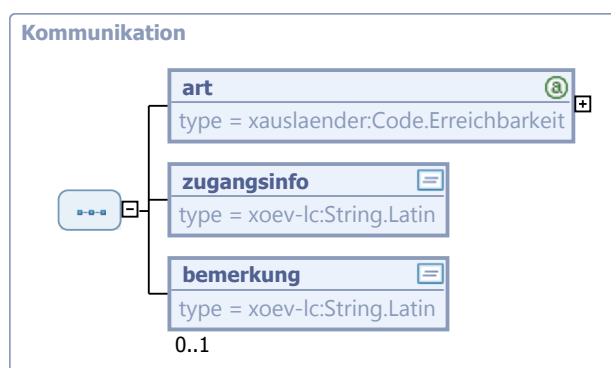 Kommunikation
art
type = xauslaender:Code.Erreichbarkeit
zugangsinfo
type = xoev-lc:String.Latin
bemerkung
type = xoev-lc:String.Latin
0..1